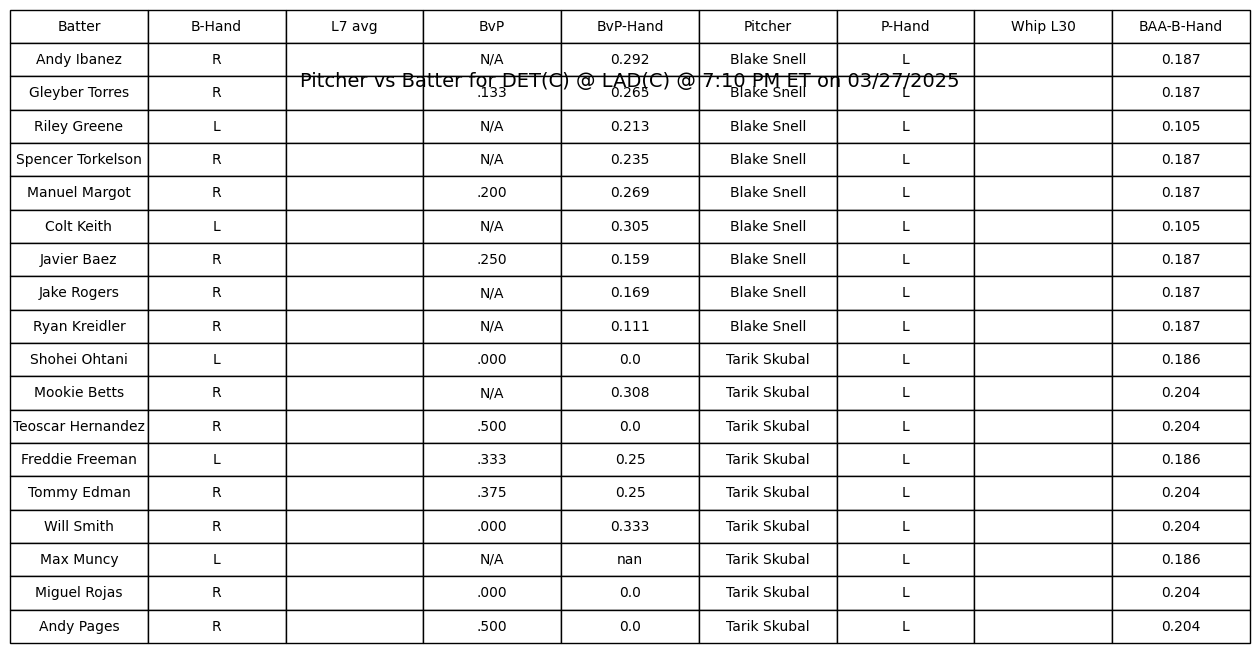 Batter B-Hand L7 avg BvP BvP-Hand Pitcher P-Hand Whip L30 BAA-B-Hand
Andy Ibanez R N/A 0.292 Blake Snell L 0.187
Pitcher vs Batter for DET(C) @ LAD(C) @ 7:10 PM ET on 03/27/2025
Gleyber Torres R .133 0.265 Blake Snell L 0.187
Riley Greene L N/A 0.213 Blake Snell L 0.105
Spencer Torkelson R N/A 0.235 Blake Snell L 0.187
Manuel Margot R .200 0.269 Blake Snell L 0.187
Colt Keith L N/A 0.305 Blake Snell L 0.105
Javier Baez R .250 0.159 Blake Snell L 0.187
Jake Rogers R N/A 0.169 Blake Snell L 0.187
Ryan Kreidler R N/A 0.111 Blake Snell L 0.187
Shohei Ohtani L .000 0.0 Tarik Skubal L 0.186
Mookie Betts R N/A 0.308 Tarik Skubal L 0.204
Teoscar Hernandez R .500 0.0 Tarik Skubal L 0.204
Freddie Freeman L .333 0.25 Tarik Skubal L 0.186
Tommy Edman R .375 0.25 Tarik Skubal L 0.204
Will Smith R .000 0.333 Tarik Skubal L 0.204
Max Muncy L N/A nan Tarik Skubal L 0.186
Miguel Rojas R .000 0.0 Tarik Skubal L 0.204
Andy Pages R .500 0.0 Tarik Skubal L 0.204